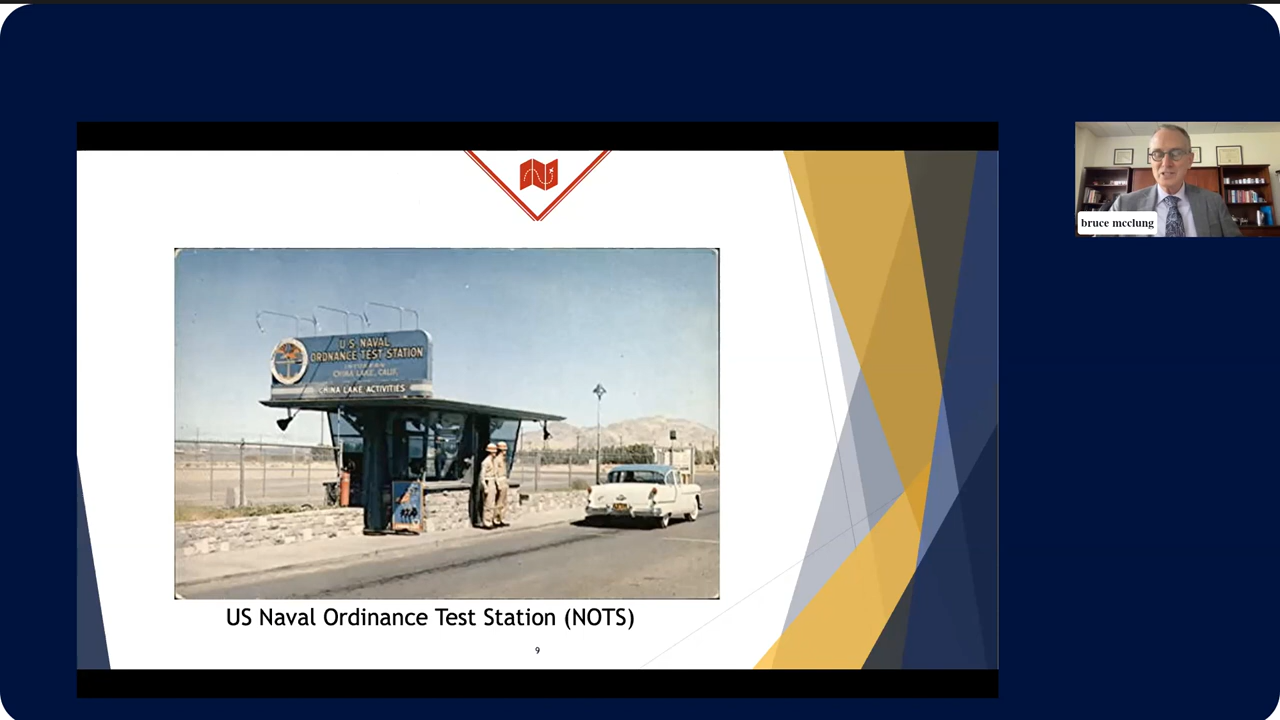 U.S. NAVAL
ORDNANCE TEST STATION
CHINA LAKE, CALIF.
CHINA LAKE ACTIVITIES
US Naval Ordinance Test Station (NOTS)
9
bruce mcclung